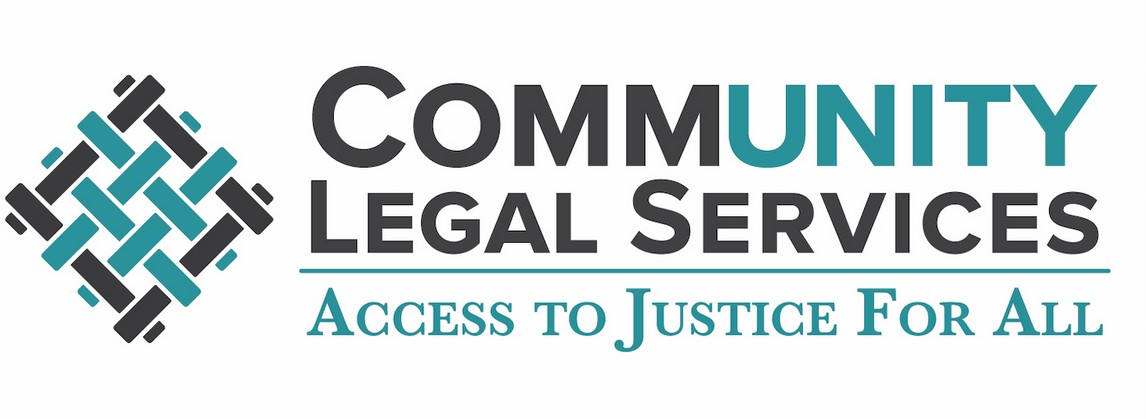 COMMUNITY
LEGAL SERVICES
ACCESS TO JUSTICE FOR ALL